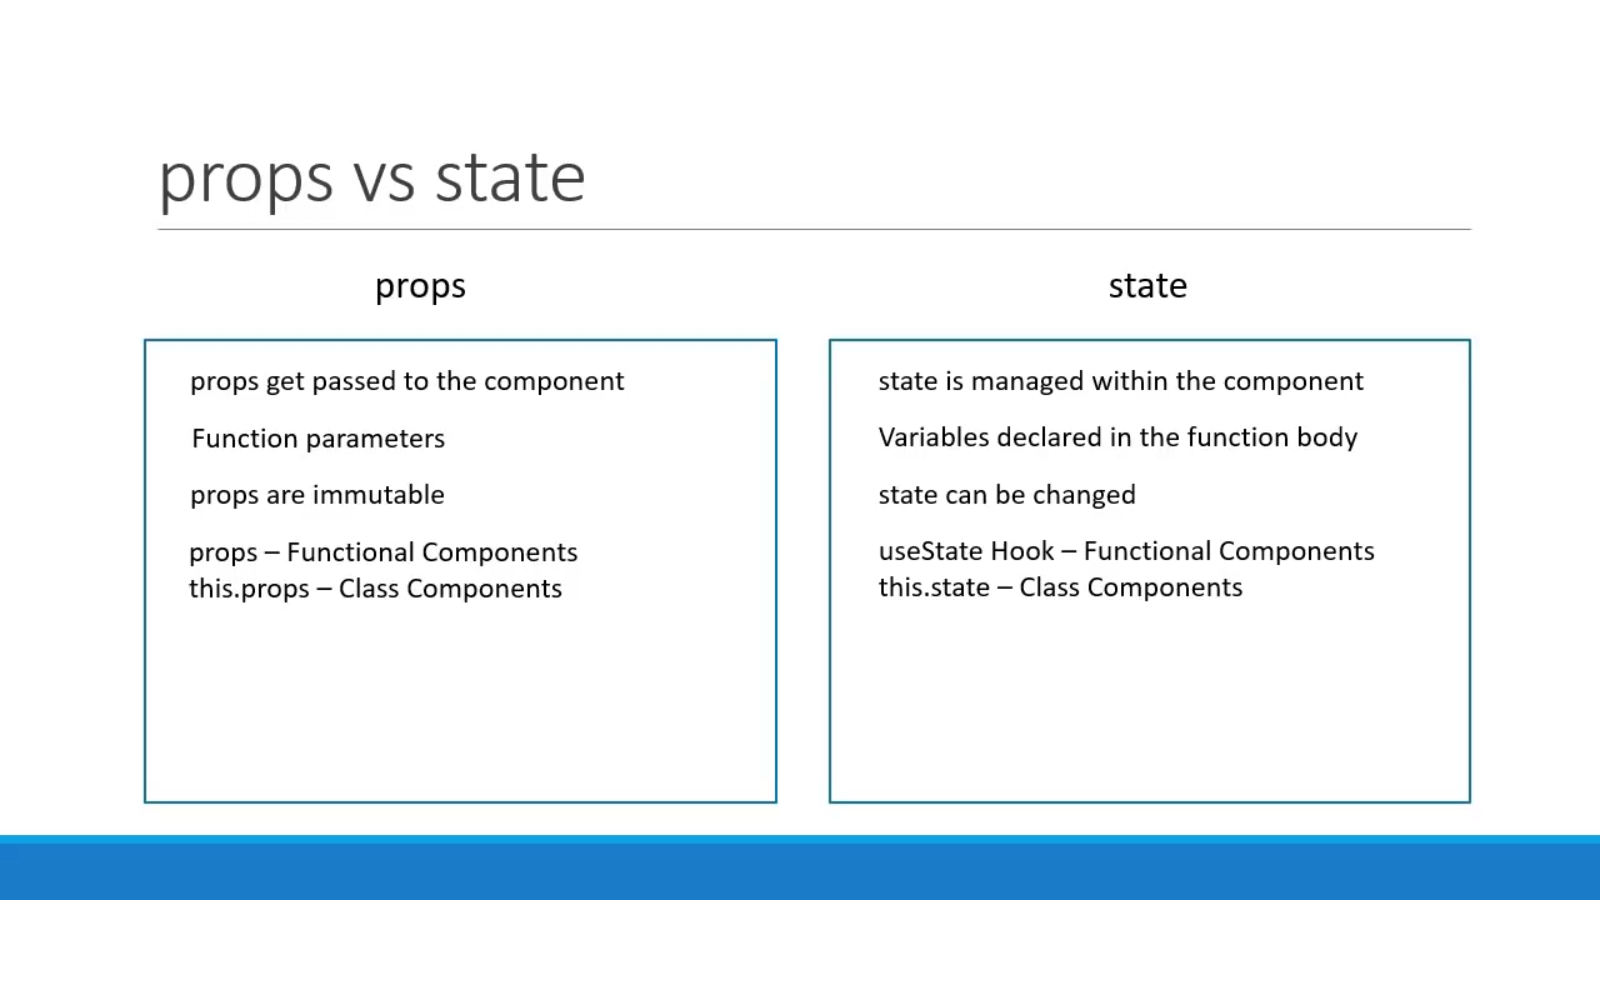 props vs state
props
props get passed to the component
Function parameters
props are immutable
props – Functional Components
this.props – Class Components
state
state is managed within the component
Variables declared in the function body
state can be changed
useState Hook – Functional Components
this.state – Class Components